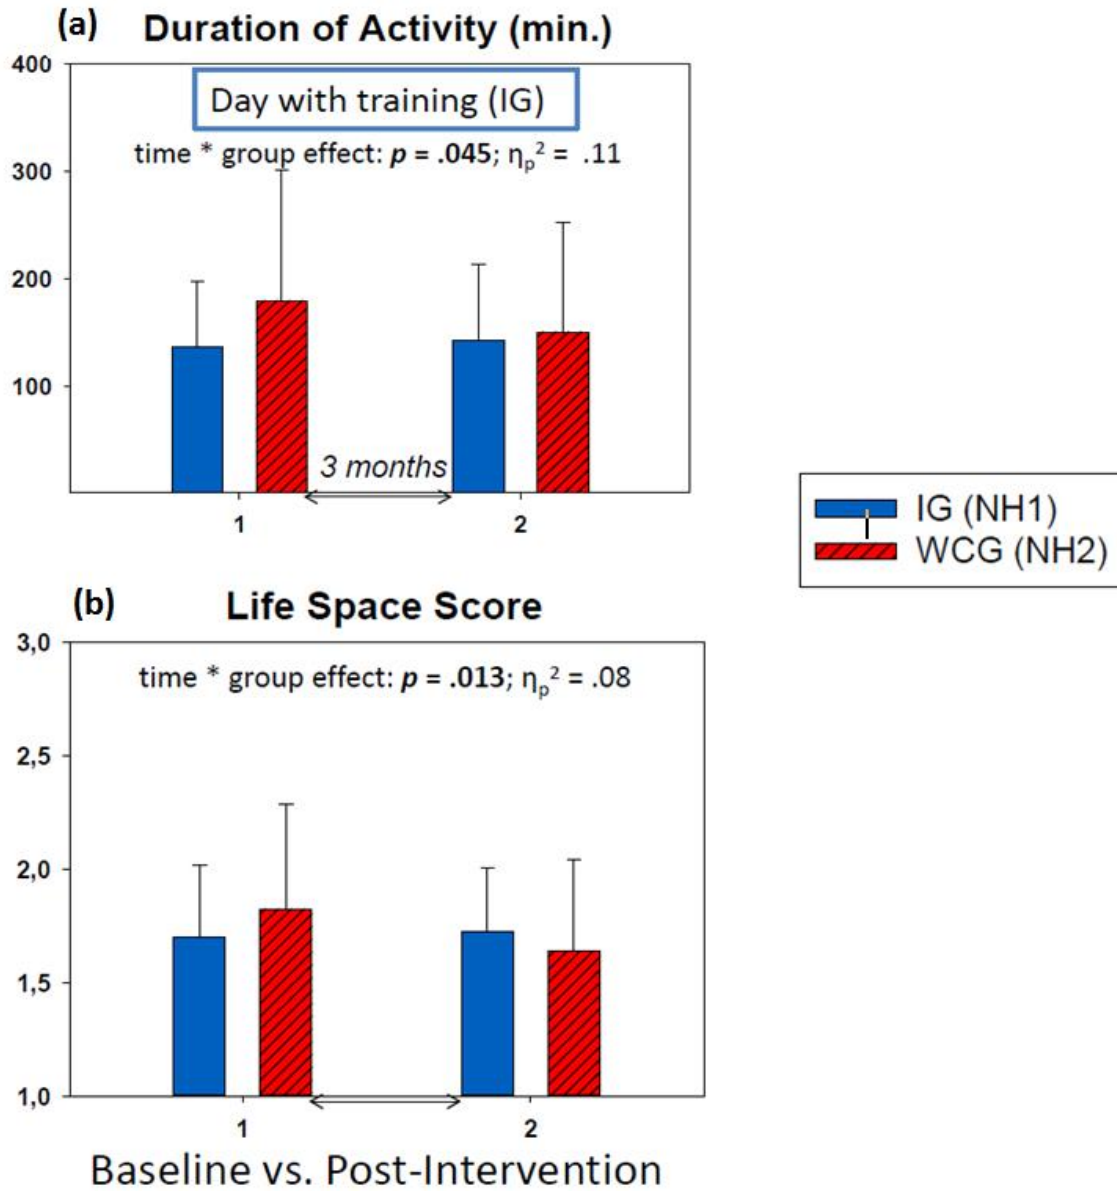 (a) Duration of Activity (min.)
400
Day with training (IG)
time * group effect: p = .045; ηp² = .11
300
200
100
3 months
1 2
IG (NH1)
WCG (NH2)
(b) Life Space Score
3,0
time * group effect: p = .013; ηp² = .08
2,5
2,0
1,5
1,0
1 2
Baseline vs. Post-Intervention